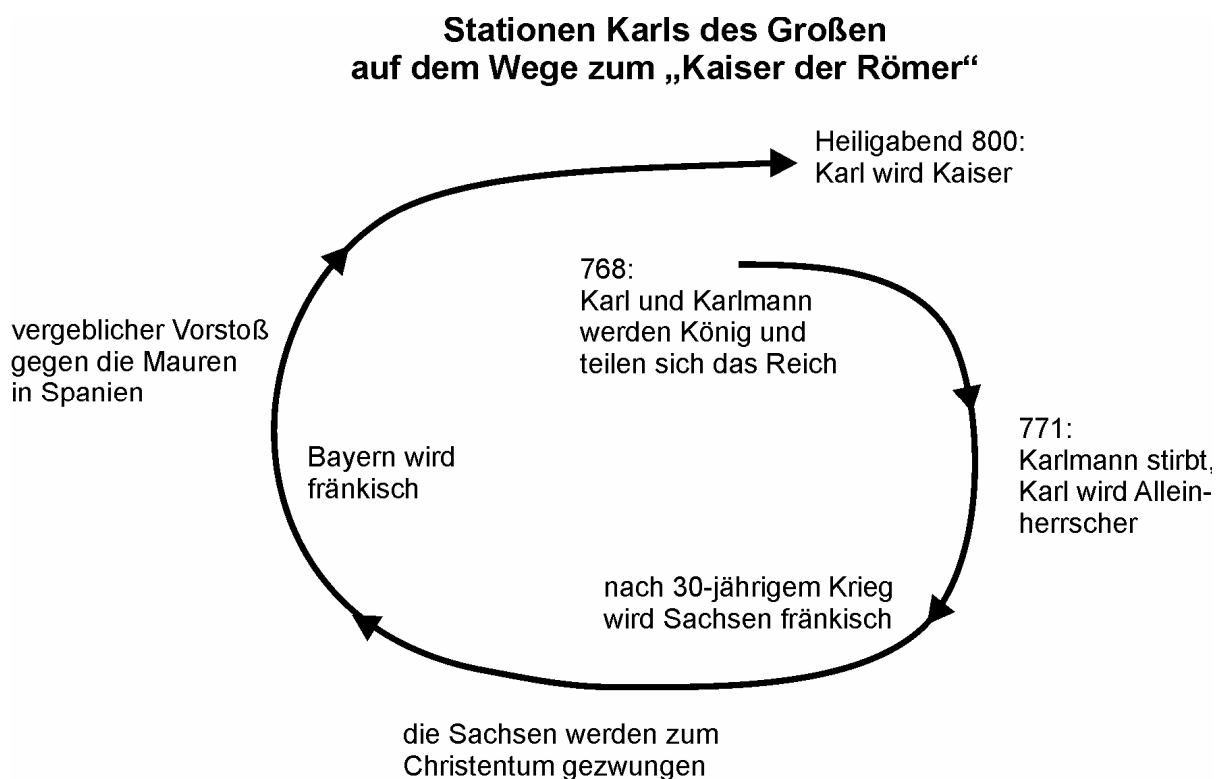 Stationen Karls des Großen
auf dem Wege zum „Kaiser der Römer“
Heiligabend 800:
Karl wird Kaiser
768:
Karl und Karlmann
werden König und
teilen sich das Reich
771:
Karlmann stirbt,
Karl wird Allein-
herrscher
nach 30-jährigem Krieg
wird Sachsen fränkisch
die Sachsen werden zum
Christentum gezwungen
Bayern wird
fränkisch
vergeblicher Vorstoß
gegen die Mauren
in Spanien